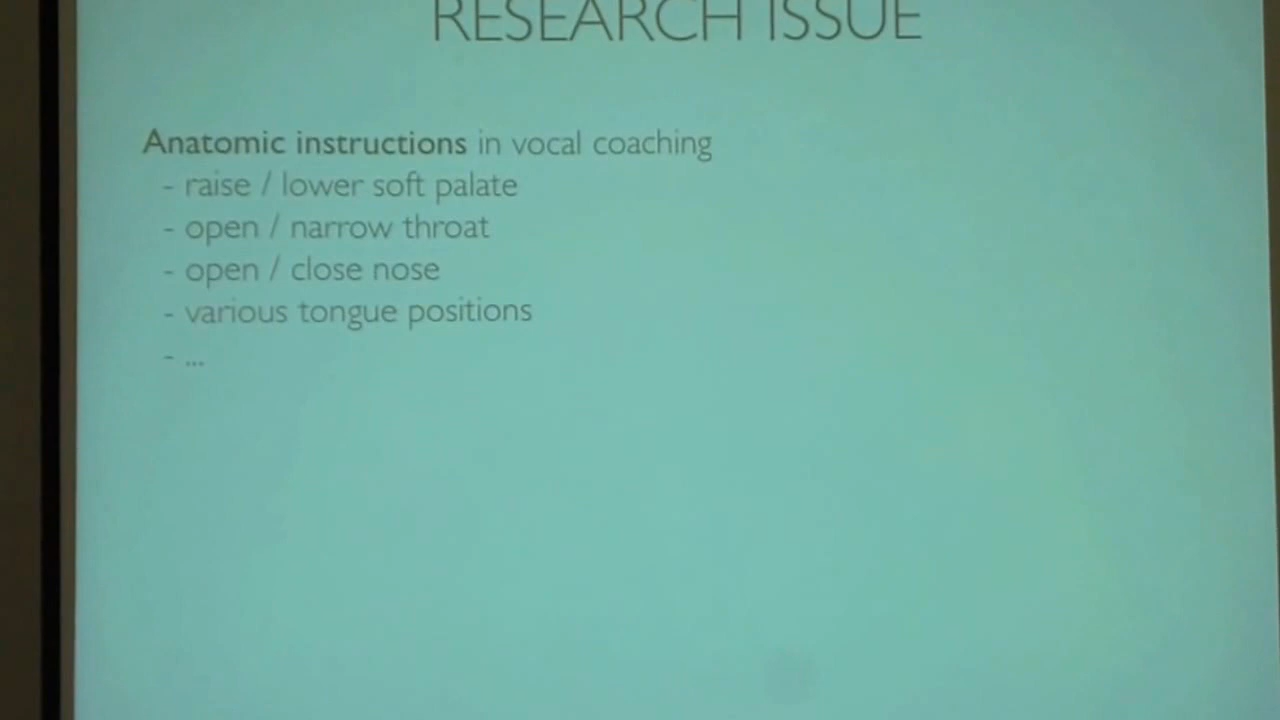 RESEARCH ISSUE
Anatomic instructions in vocal coaching
- raise / lower soft palate
- open / narrow throat
- open / close nose
- various tongue positions
- ...